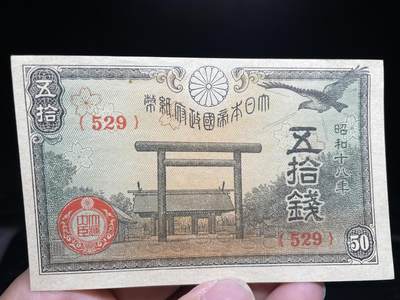 大日本帝國政府紙幣
五拾
(529)
昭和十八年
五拾錢
(529)
50